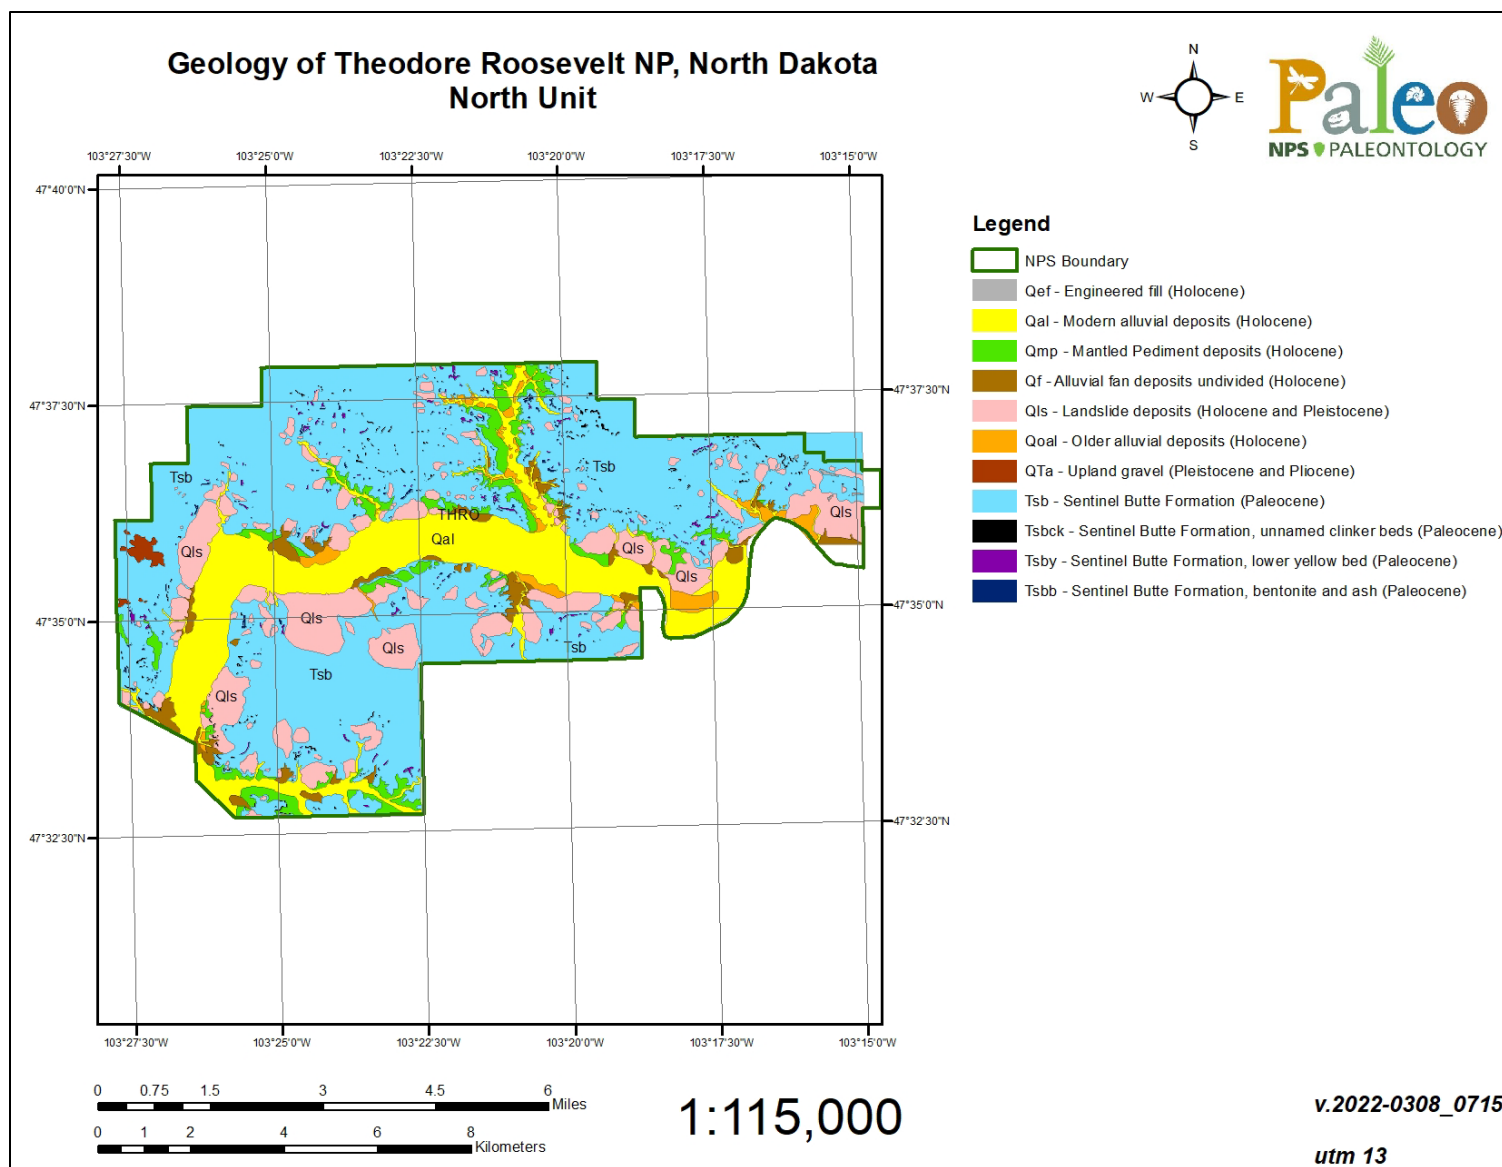 Geology of Theodore Roosevelt NP, North Dakota
North Unit
N
W
E
S
Paleo
NPS PALEONTOLOGY
103°27'30"W
103°25'0"W
103°22'30"W
103°20'0"W
103°17'30"W
103°15'0"W
47°40'0"N
47°37'30"N
47°37'30"N
47°35'0"N
47°35'0"N
47°32'30"N
47°32'30"N
Tsb
Tsb
THRO
Qal
Qls
Qls
Qls
Qls
Qls
Qls
Tsb
Tsb
Qls
103°27'30"W
103°25'0"W
103°22'30"W
103°20'0"W
103°17'30"W
103°15'0"W
Legend
NPS Boundary
Qef - Engineered fill (Holocene)
Qal - Modern alluvial deposits (Holocene)
Qmp - Mantled Pediment deposits (Holocene)
Qf - Alluvial fan deposits undivided (Holocene)
Qls - Landslide deposits (Holocene and Pleistocene)
Qoal - Older alluvial deposits (Holocene)
QTa - Upland gravel (Pleistocene and Pliocene)
Tsb - Sentinel Butte Formation (Paleocene)
Tsbck - Sentinel Butte Formation, unnamed clinker beds (Paleocene)
Tsby - Sentinel Butte Formation, lower yellow bed (Paleocene)
Tsbb - Sentinel Butte Formation, bentonite and ash (Paleocene)
0 0.75 1.5 3 4.5 6
Miles
0 1 2 4 6 8
Kilometers
1:115,000
v.2022-0308_0715
utm 13